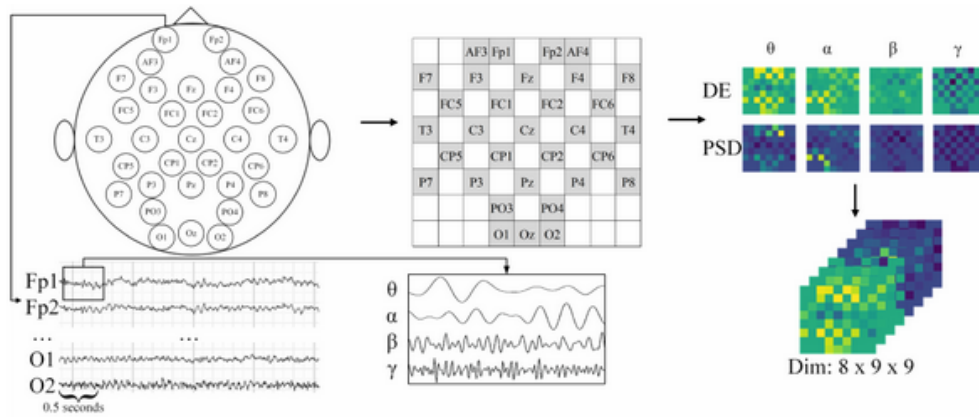 Fp1 Fp2
AF3 AF4
F7 F3 Fz F4 F8
FC5 FC1 FC2 FC6
T3 C3 Cz C4 T4
CP5 CP1 CP2 CP6
P7 P3 Pz P4 P8
PO3 PO4
O1 Oz O2
AF3 Fp1 Fp2 AF4
F7 F3 Fz F4 F8
FC5 FC1 FC2 FC6
T3 C3 Cz C4 T4
CP5 CP1 CP2 CP6
P7 P3 Pz P4 P8
PO3 PO4
O1 Oz O2
θ α β γ
DE
PSD
Fp1
Fp2
... ...
O1
O2
0.5 seconds
θ
α
β
γ
Dim: 8 x 9 x 9